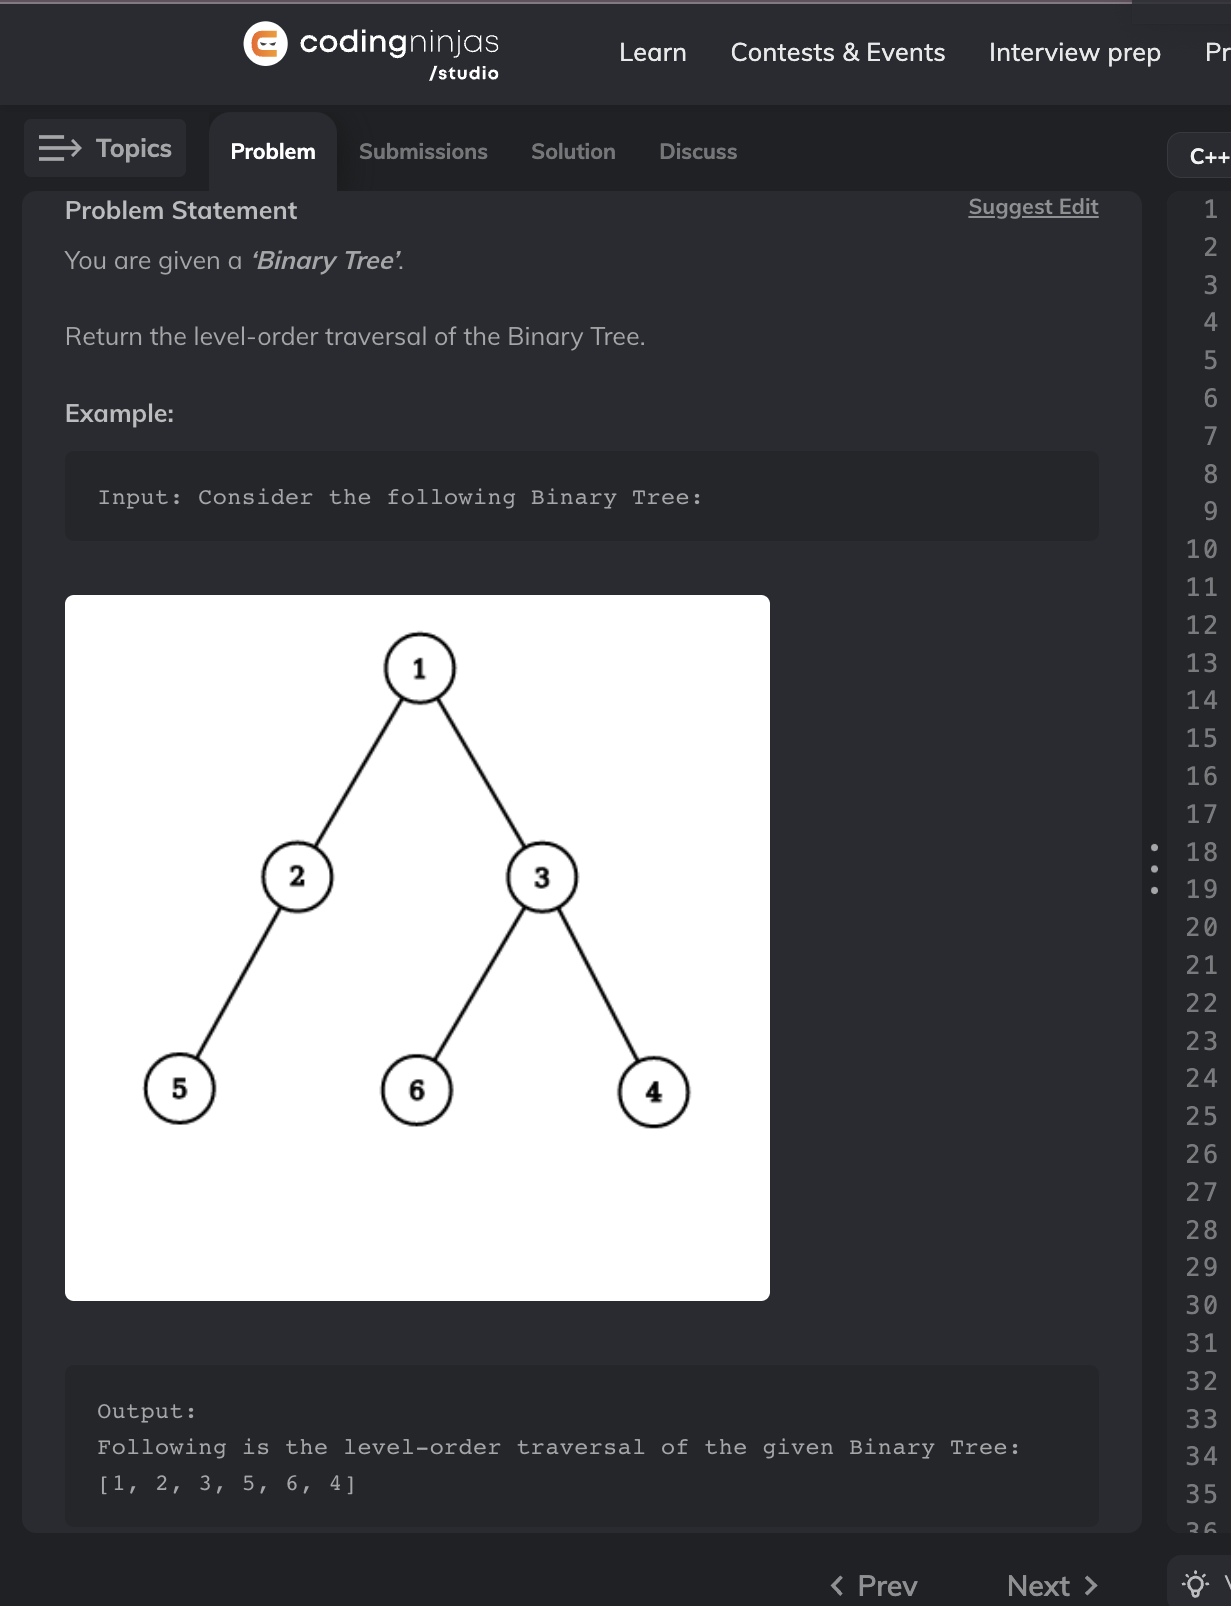 codingninjas
/studio
Learn
Contests & Events
Interview prep
Pr
Topics
Problem
Submissions
Solution
Discuss
C++
Problem Statement
Suggest Edit
You are given a ‘Binary Tree’.
Return the level-order traversal of the Binary Tree.
Example:
Input: Consider the following Binary Tree:
1
2
3
5
6
4
Output:
Following is the level-order traversal of the given Binary Tree:
[1, 2, 3, 5, 6, 4]
Prev
Next
1
2
3
4
5
6
7
8
9
10
11
12
13
14
15
16
17
18
19
20
21
22
23
24
25
26
27
28
29
30
31
32
33
34
35
36